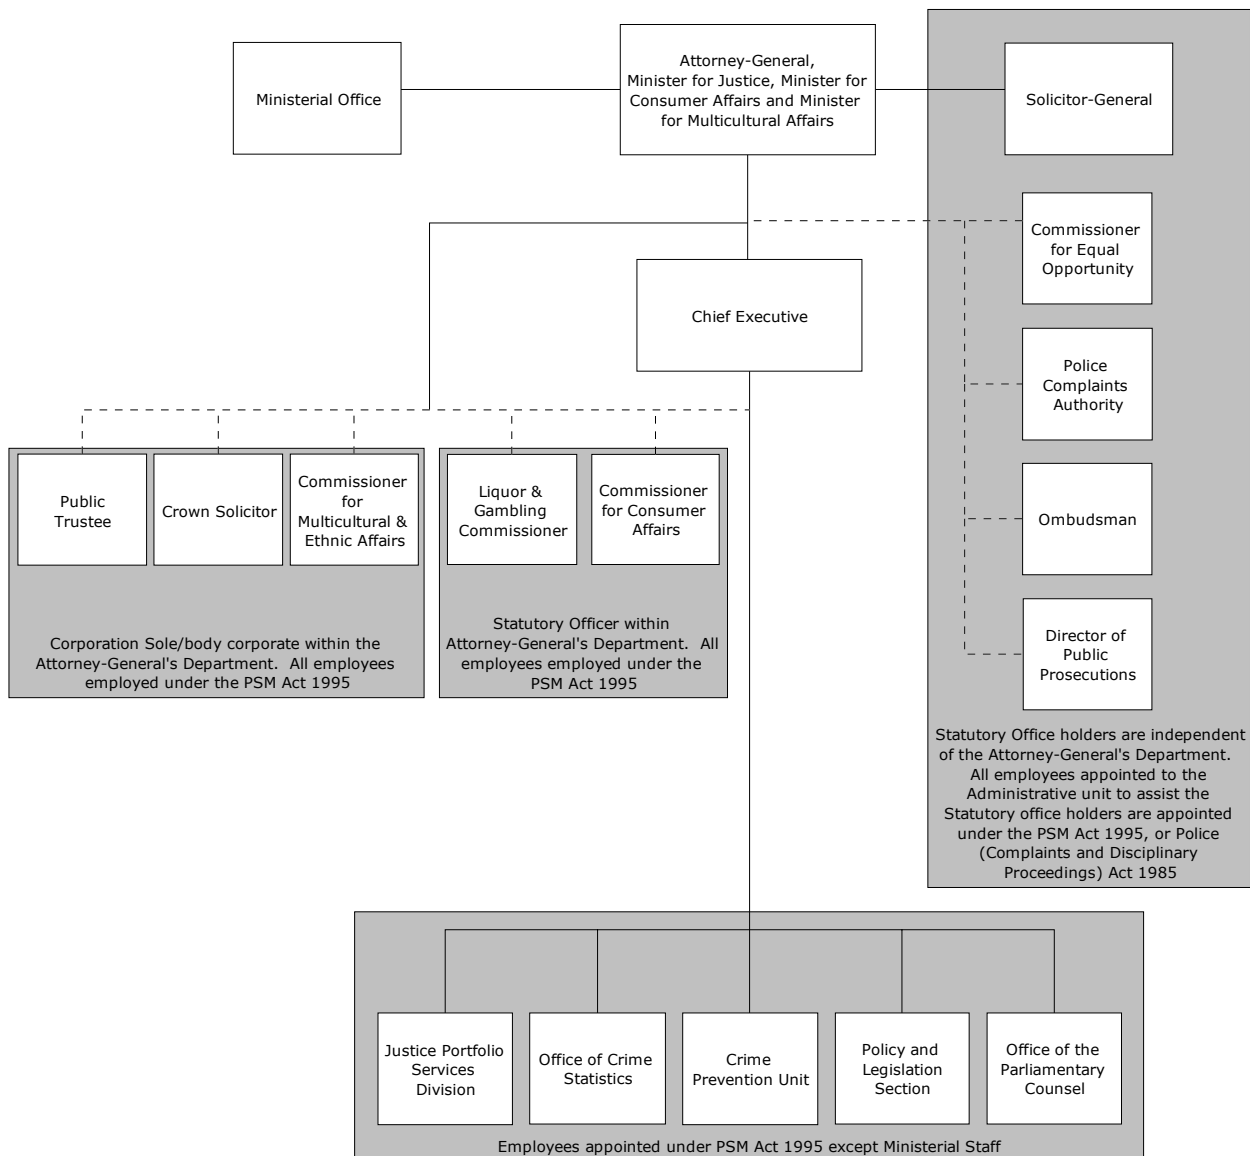 Ministerial Office
Attorney-General,
Minister for Justice, Minister for
Consumer Affairs and Minister
for Multicultural Affairs
Solicitor-General
Commissioner
for Equal
Opportunity
Chief Executive
Police
Complaints
Authority
Public
Trustee
Crown Solicitor
Commissioner
for
Multicultural &
Ethnic Affairs
Liquor &
Gambling
Commissioner
Commissioner
for Consumer
Affairs
Ombudsman
Corporation Sole/body corporate within the
Attorney-General's Department.  All employees
employed under the PSM Act 1995
Statutory Officer within
Attorney-General's Department.  All
employees employed under the
PSM Act 1995
Director of
Public
Prosecutions
Statutory Office holders are independent
of the Attorney-General's Department.
All employees appointed to the
Administrative unit to assist the
Statutory office holders are appointed
under the PSM Act 1995, or Police
(Complaints and Disciplinary
Proceedings) Act 1985
Justice Portfolio
Services
Division
Office of Crime
Statistics
Crime
Prevention Unit
Policy and
Legislation
Section
Office of the
Parliamentary
Counsel
Employees appointed under PSM Act 1995 except Ministerial Staff